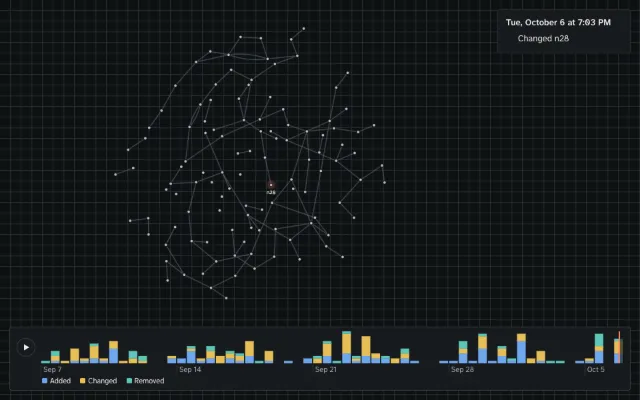 Tue, October 6 at 7:03 PM
Changed n28
n28
Sep 7 Sep 14 Sep 21 Sep 28 Oct 5
Added Changed Removed